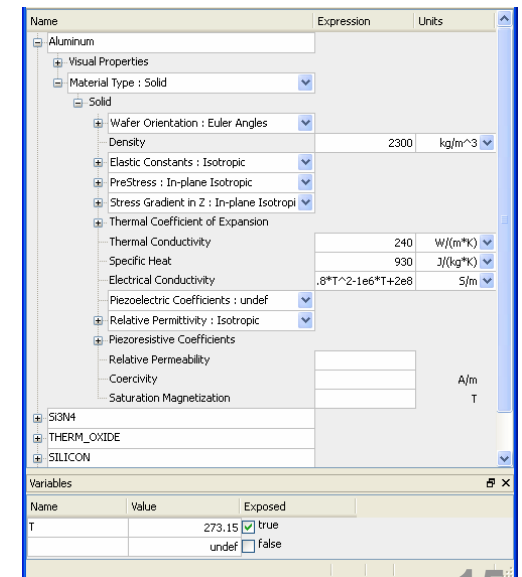 Name Expression Units
Aluminum
Visual Properties
Material Type : Solid
Solid
Wafer Orientation : Euler Angles
Density 2300 kg/m^3
Elastic Constants : Isotropic
PreStress : In-plane Isotropic
Stress Gradient in Z : In-plane Isotropi
Thermal Coefficient of Expansion
Thermal Conductivity 240 W/(m*K)
Specific Heat 930 J/(kg*K)
Electrical Conductivity .8*T^2-1e6*T+2e8 S/m
Piezoelectric Coefficients : undef
Relative Permittivity : Isotropic
Piezoresistive Coefficients
Relative Permeability
Coercivity A/m
Saturation Magnetization T
Si3N4
THERM_OXIDE
SILICON
Variables
Name Value Exposed
T 273.15 true
undef false